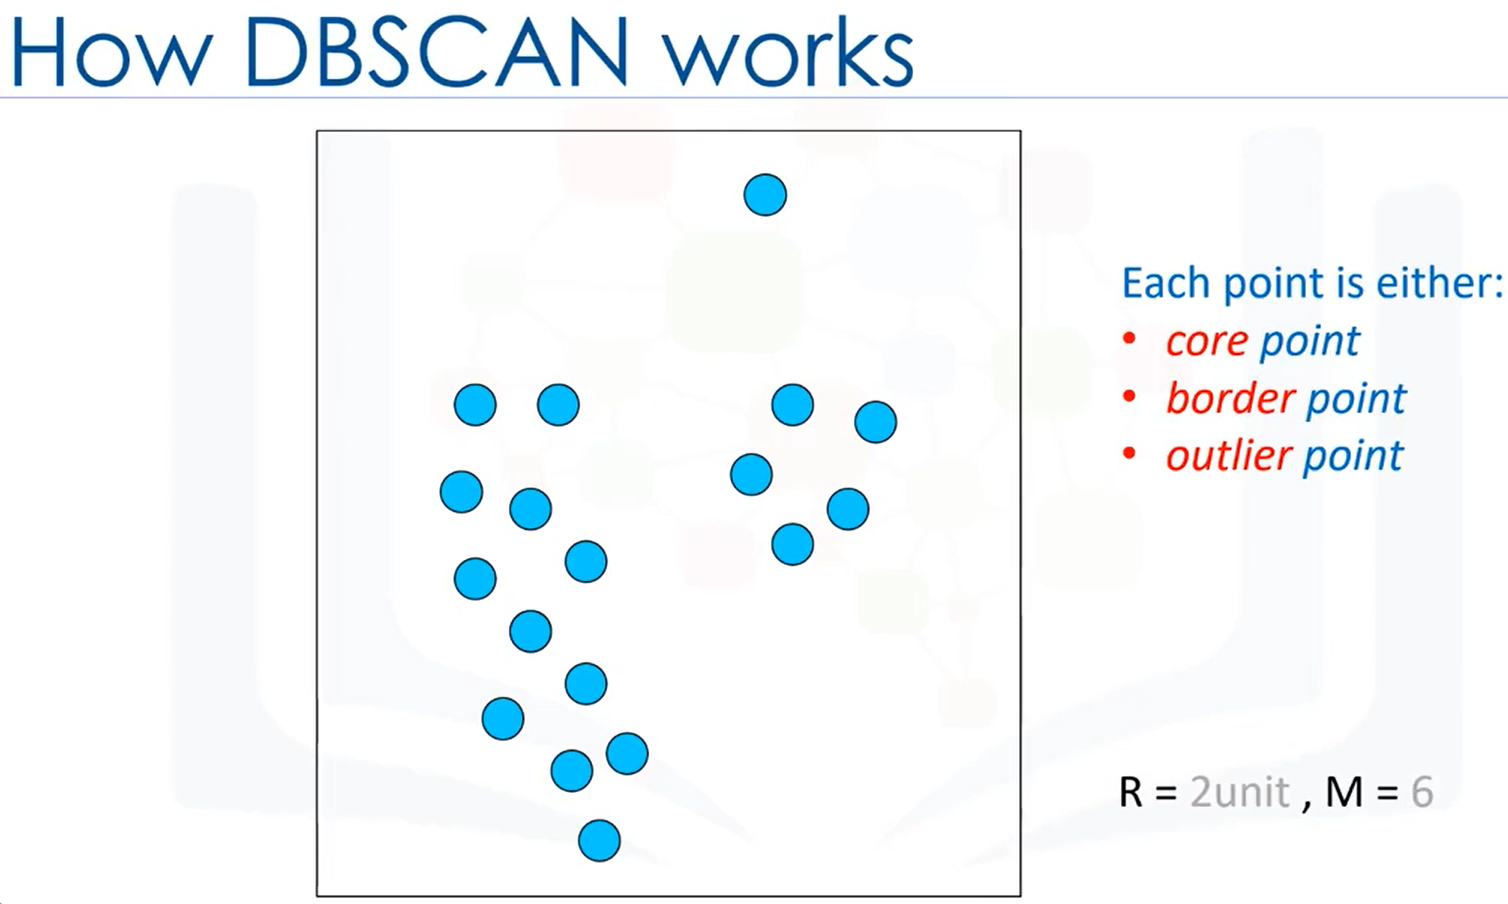 How DBSCAN works
Each point is either:
• core point
• border point
• outlier point
R = 2unit , M = 6